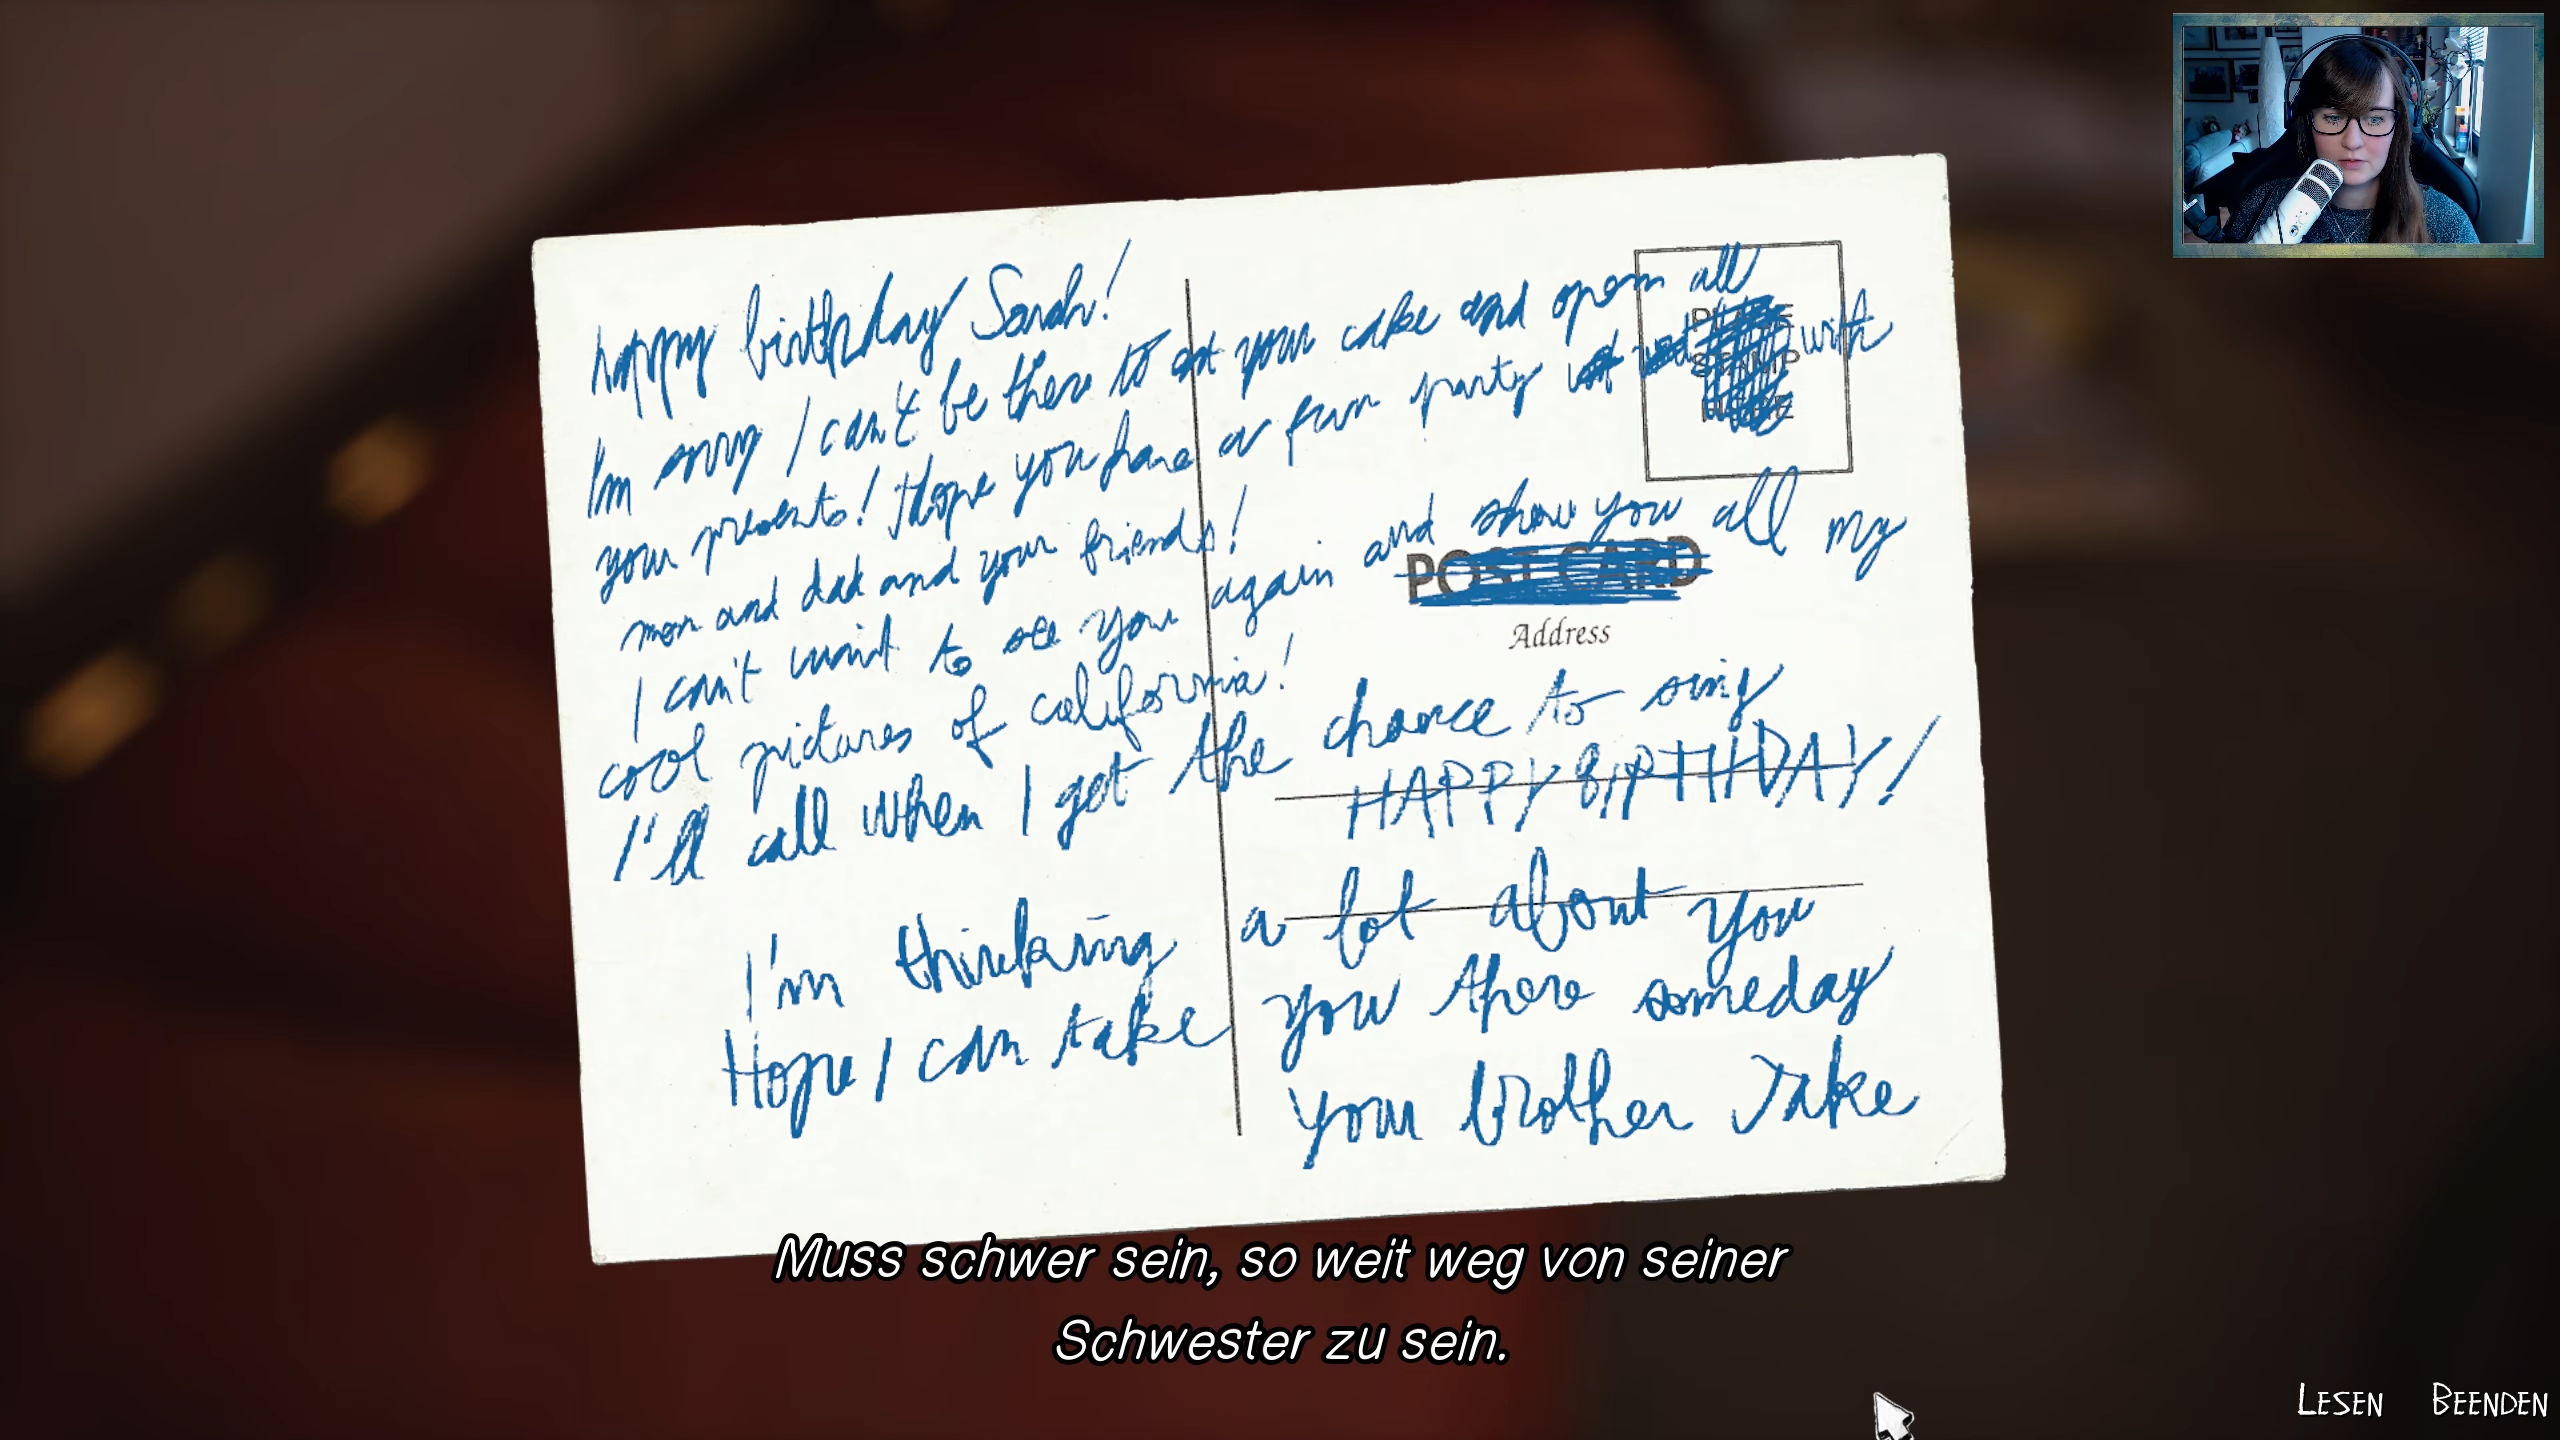 happy birthday Sarah!
I'm sorry I can't be there to eat your cake and open all
your presents! Hope you have a fun party with
mom and dad and your friends!
I can't wait to see you again and show you all my
cool pictures of california!
I'll call when I get the chance to sing
HAPPY BIRTHDAY!
I'm thinking a lot about you
Hope I can take you there someday
your brother Jake
POST CARD
Address
Muss schwer sein, so weit weg von seiner
Schwester zu sein.
LESEN BEENDEN